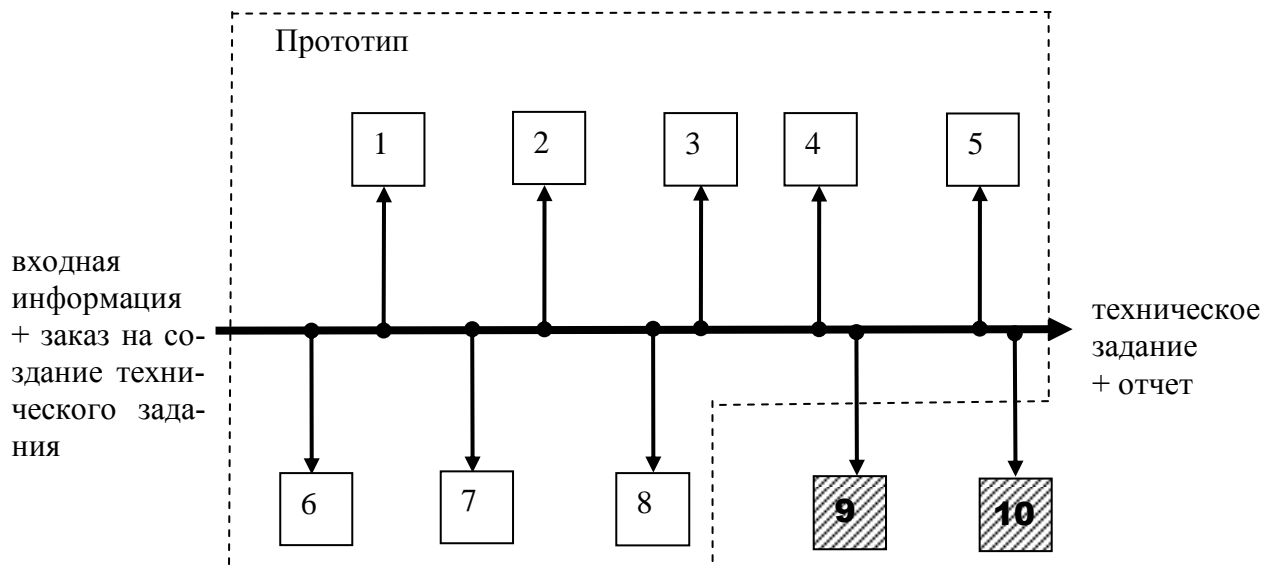 Прототип
1
2
3
4
5
входная
информация
+ заказ на со-
здание техни-
ческого зада-
ния
техническое
задание
+ отчет
6
7
8
9
10